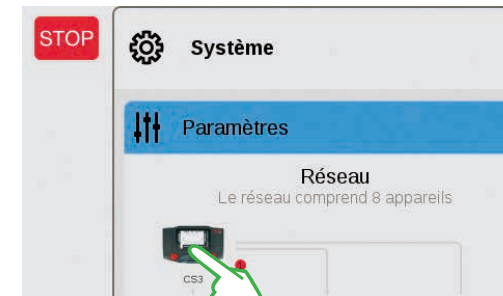 STOP
Système
Paramètres
Réseau
Le réseau comprend 8 appareils
CS3